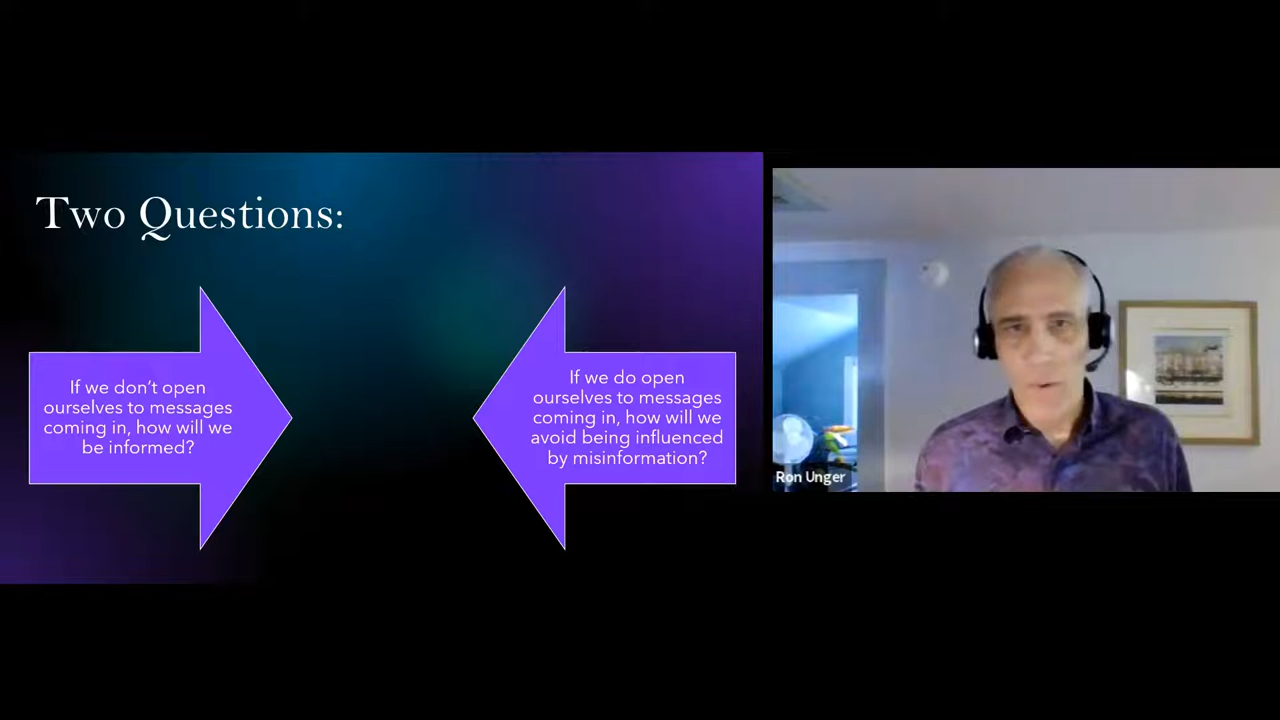 Two Questions:
If we don't open
ourselves to messages
coming in, how will we
be informed?
If we do open
ourselves to messages
coming in, how will we
avoid being influenced
by misinformation?
Ron Unger